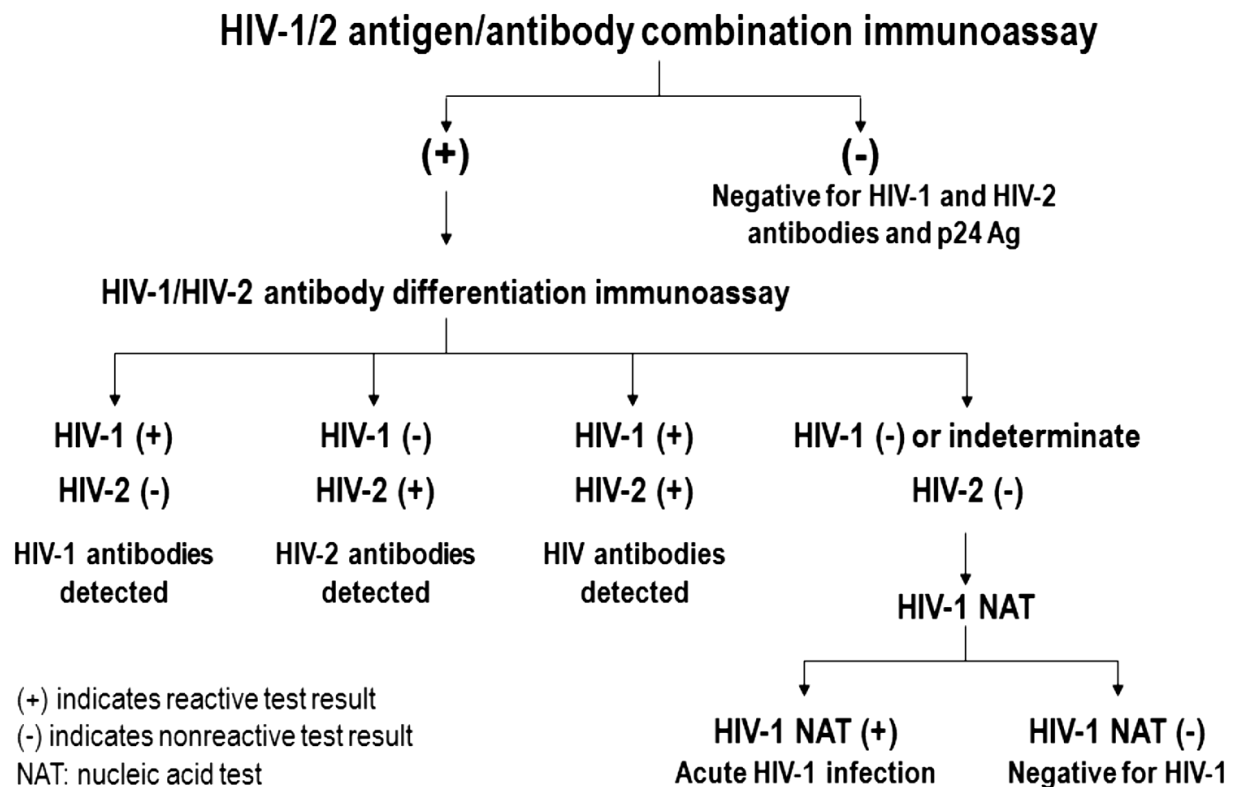 HIV-1/2 antigen/antibody combination immunoassay
(+)
(-)
Negative for HIV-1 and HIV-2
antibodies and p24 Ag
HIV-1/HIV-2 antibody differentiation immunoassay
HIV-1 (+)
HIV-2 (-)
HIV-1 antibodies
detected
HIV-1 (-)
HIV-2 (+)
HIV-2 antibodies
detected
HIV-1 (+)
HIV-2 (+)
HIV antibodies
detected
HIV-1 (-) or indeterminate
HIV-2 (-)
HIV-1 NAT
HIV-1 NAT (+)
Acute HIV-1 infection
HIV-1 NAT (-)
Negative for HIV-1
(+) indicates reactive test result
(-) indicates nonreactive test result
NAT: nucleic acid test